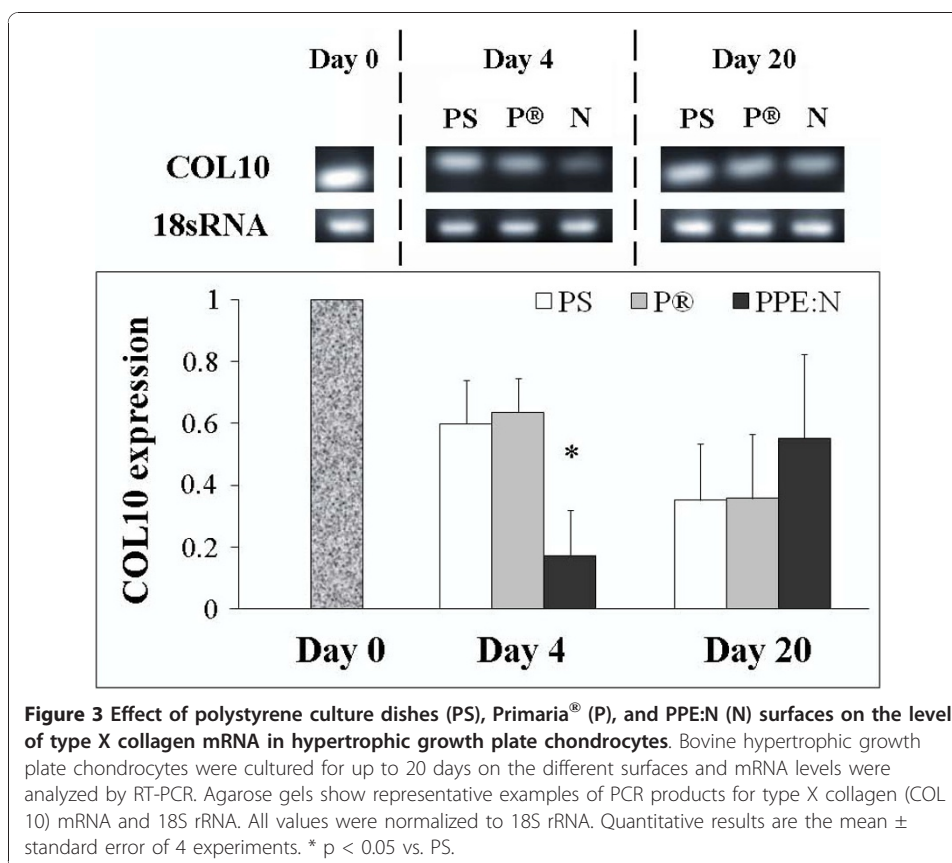 Day 0 Day 4 Day 20
PS P® N PS P® N
COL10
18sRNA
PS P® PPE:N
COL10 expression
1
0.8
0.6
0.4
0.2
0
*
Day 0 Day 4 Day 20
Figure 3 Effect of polystyrene culture dishes (PS), Primaria® (P), and PPE:N (N) surfaces on the level
of type X collagen mRNA in hypertrophic growth plate chondrocytes. Bovine hypertrophic growth
plate chondrocytes were cultured for up to 20 days on the different surfaces and mRNA levels were
analyzed by RT-PCR. Agarose gels show representative examples of PCR products for type X collagen (COL
10) mRNA and 18S rRNA. All values were normalized to 18S rRNA. Quantitative results are the mean ±
standard error of 4 experiments. * p < 0.05 vs. PS.